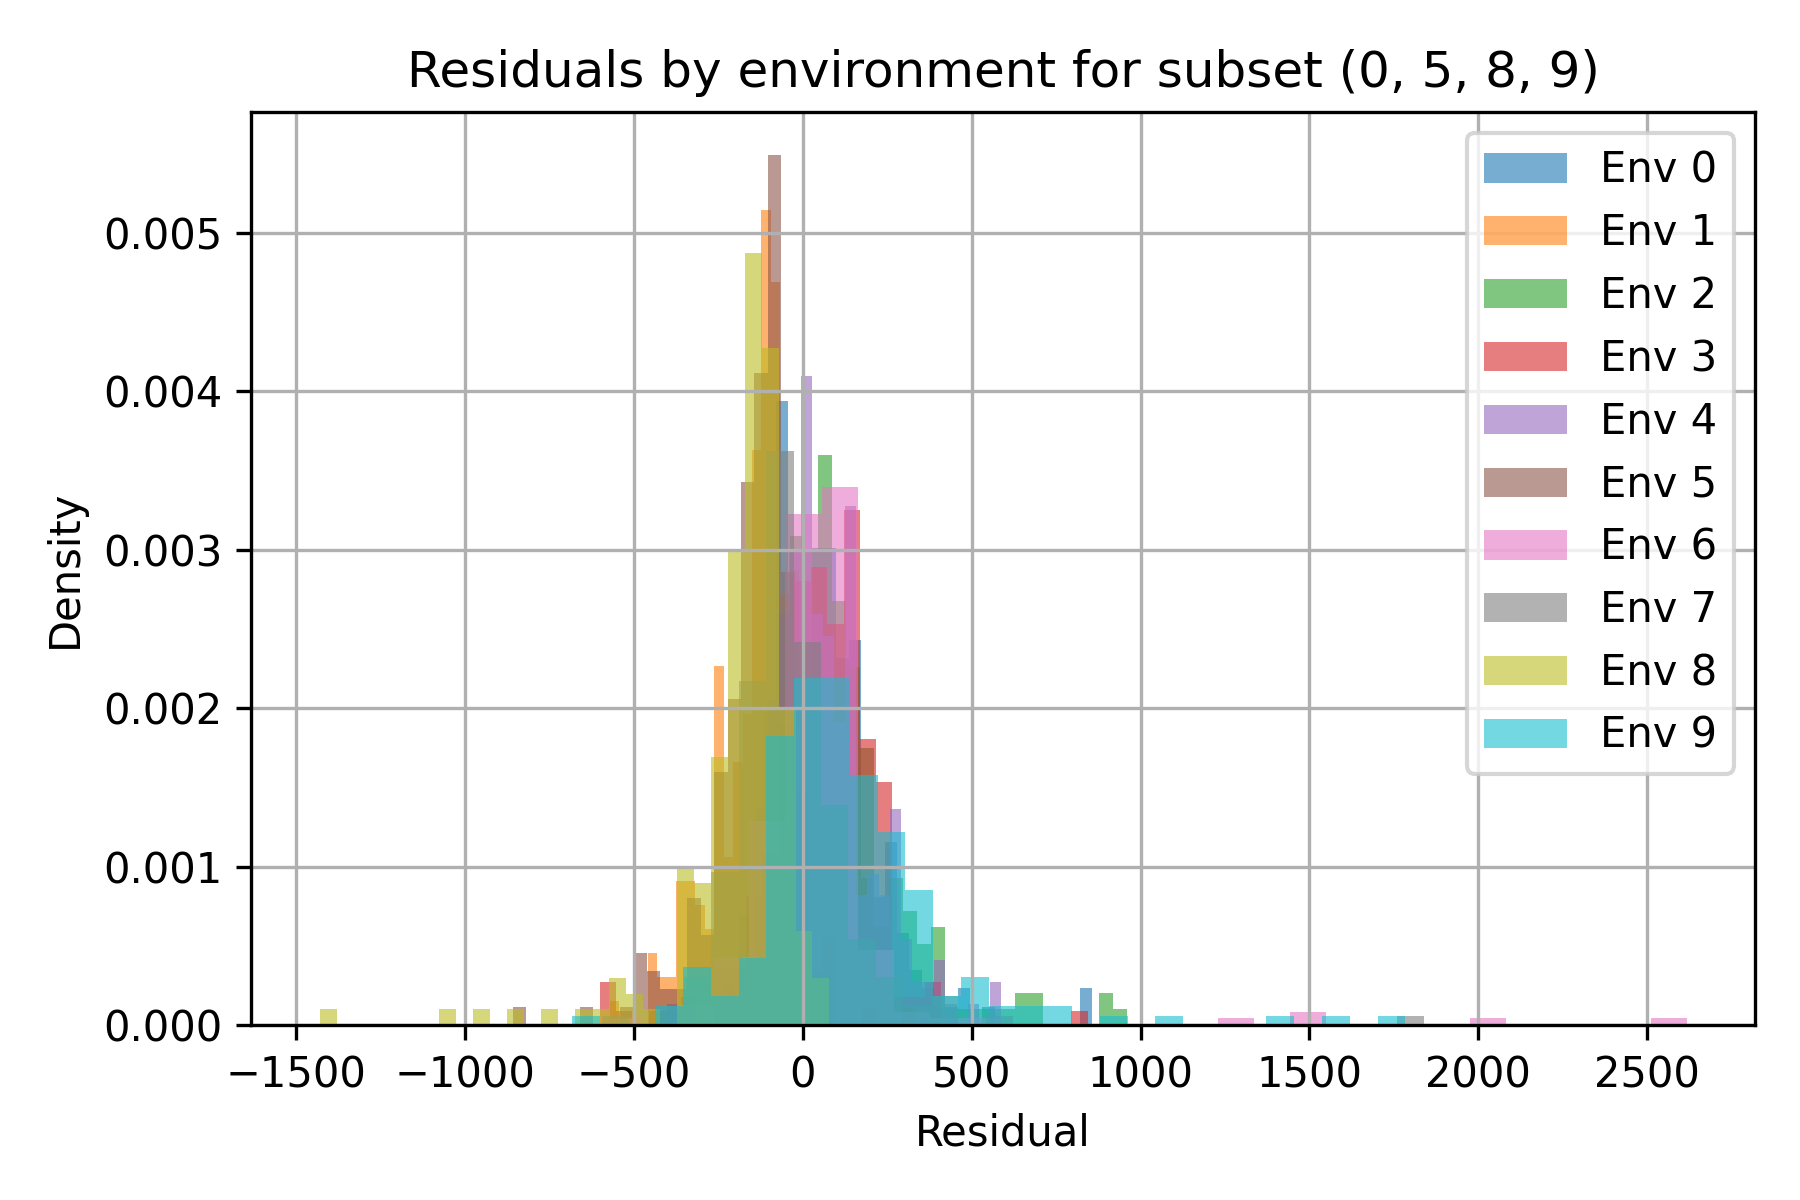 Residuals by environment for subset (0, 5, 8, 9)
Density
0.005
0.004
0.003
0.002
0.001
0.000
−1500 −1000 −500 0 500 1000 1500 2000 2500
Residual
Env 0
Env 1
Env 2
Env 3
Env 4
Env 5
Env 6
Env 7
Env 8
Env 9